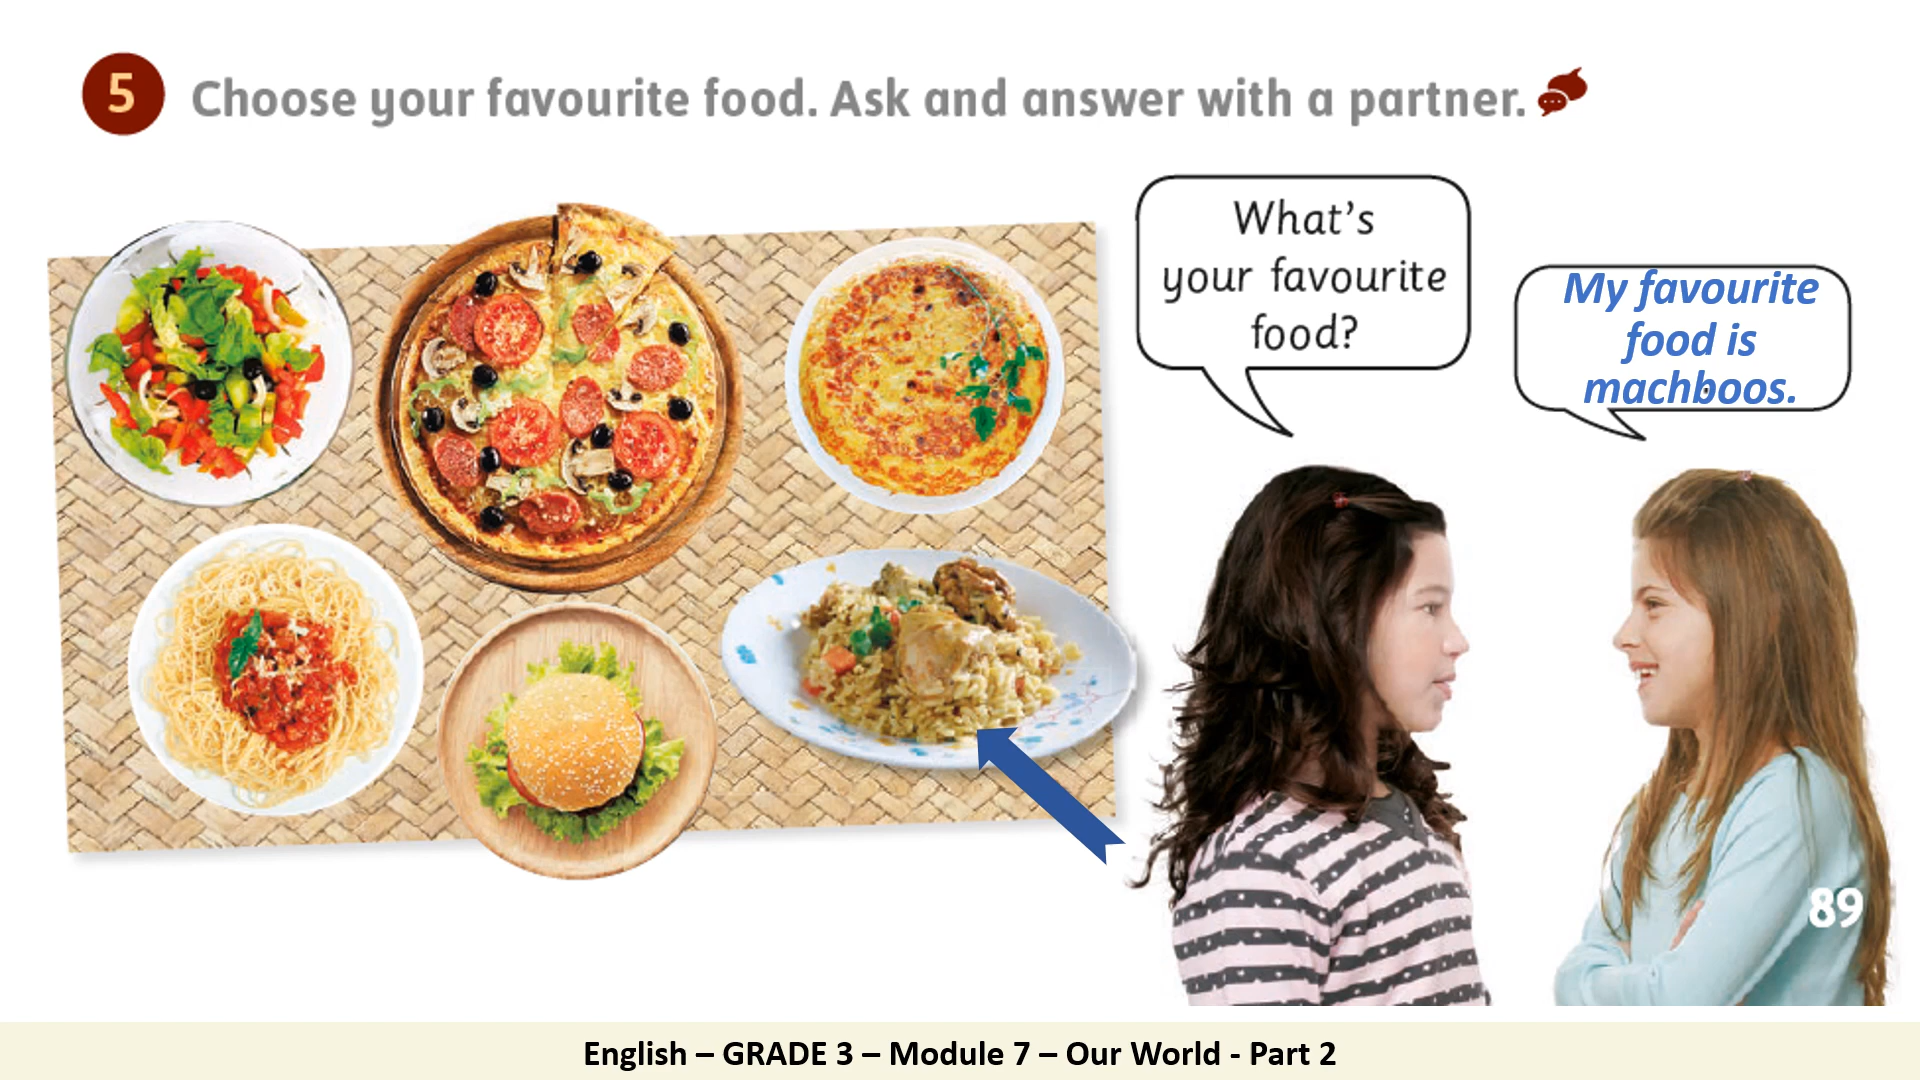 5
Choose your favourite food. Ask and answer with a partner.
What's
your favourite
food?
My favourite
food is
machboos.
89
English – GRADE 3 – Module 7 – Our World - Part 2